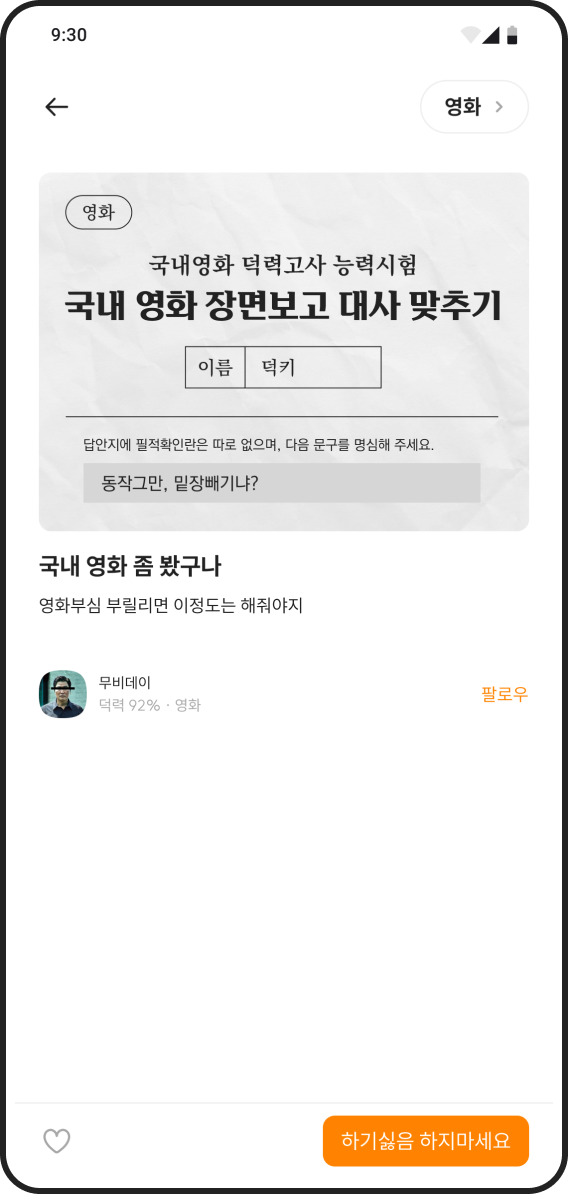 9:30
영화
영화
국내영화 덕력고사 능력시험
국내 영화 장면보고 대사 맞추기
이름 덕키
답안지에 필적확인란은 따로 없으며, 다음 문구를 명심해 주세요.
동작그만, 밑장빼기냐?
국내 영화 좀 봤구나
영화부심 부릴리면 이정도는 해줘야지
무비데이
덕력 92% · 영화
팔로우
하기싫음 하지마세요